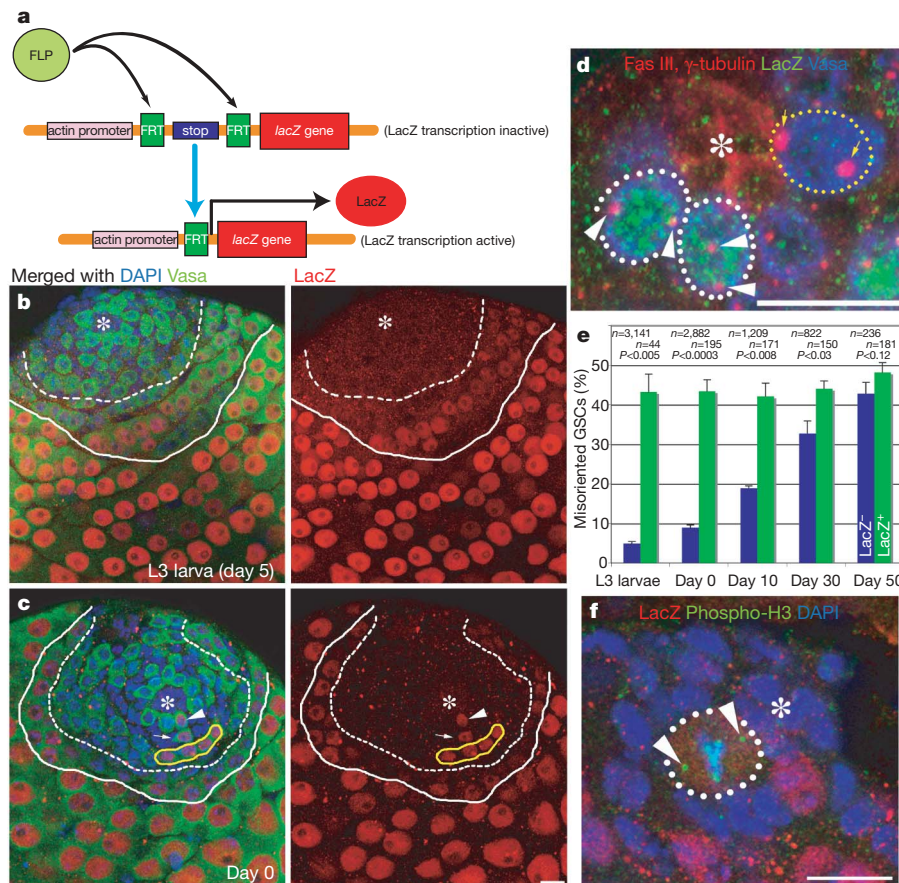 a
FLP
actin promoter
FRT
stop
FRT
lacZ gene
(LacZ transcription inactive)
LacZ
actin promoter
FRT
lacZ gene
(LacZ transcription active)
Merged with DAPI Vasa
LacZ
b
*
*
L3 larva (day 5)
c
*
*
Day 0
d
Fas III, γ-tubulin LacZ Vasa
*
e
n=3,141
n=44
P<0.005
n=2,882
n=195
P<0.0003
n=1,209
n=171
P<0.008
n=822
n=150
P<0.03
n=236
n=181
P<0.12
Misoriented GSCs (%)
50
40
30
20
10
0
LacZ⁻
LacZ⁺
L3 larvae
Day 0
Day 10
Day 30
Day 50
f
LacZ Phospho-H3 DAPI
*